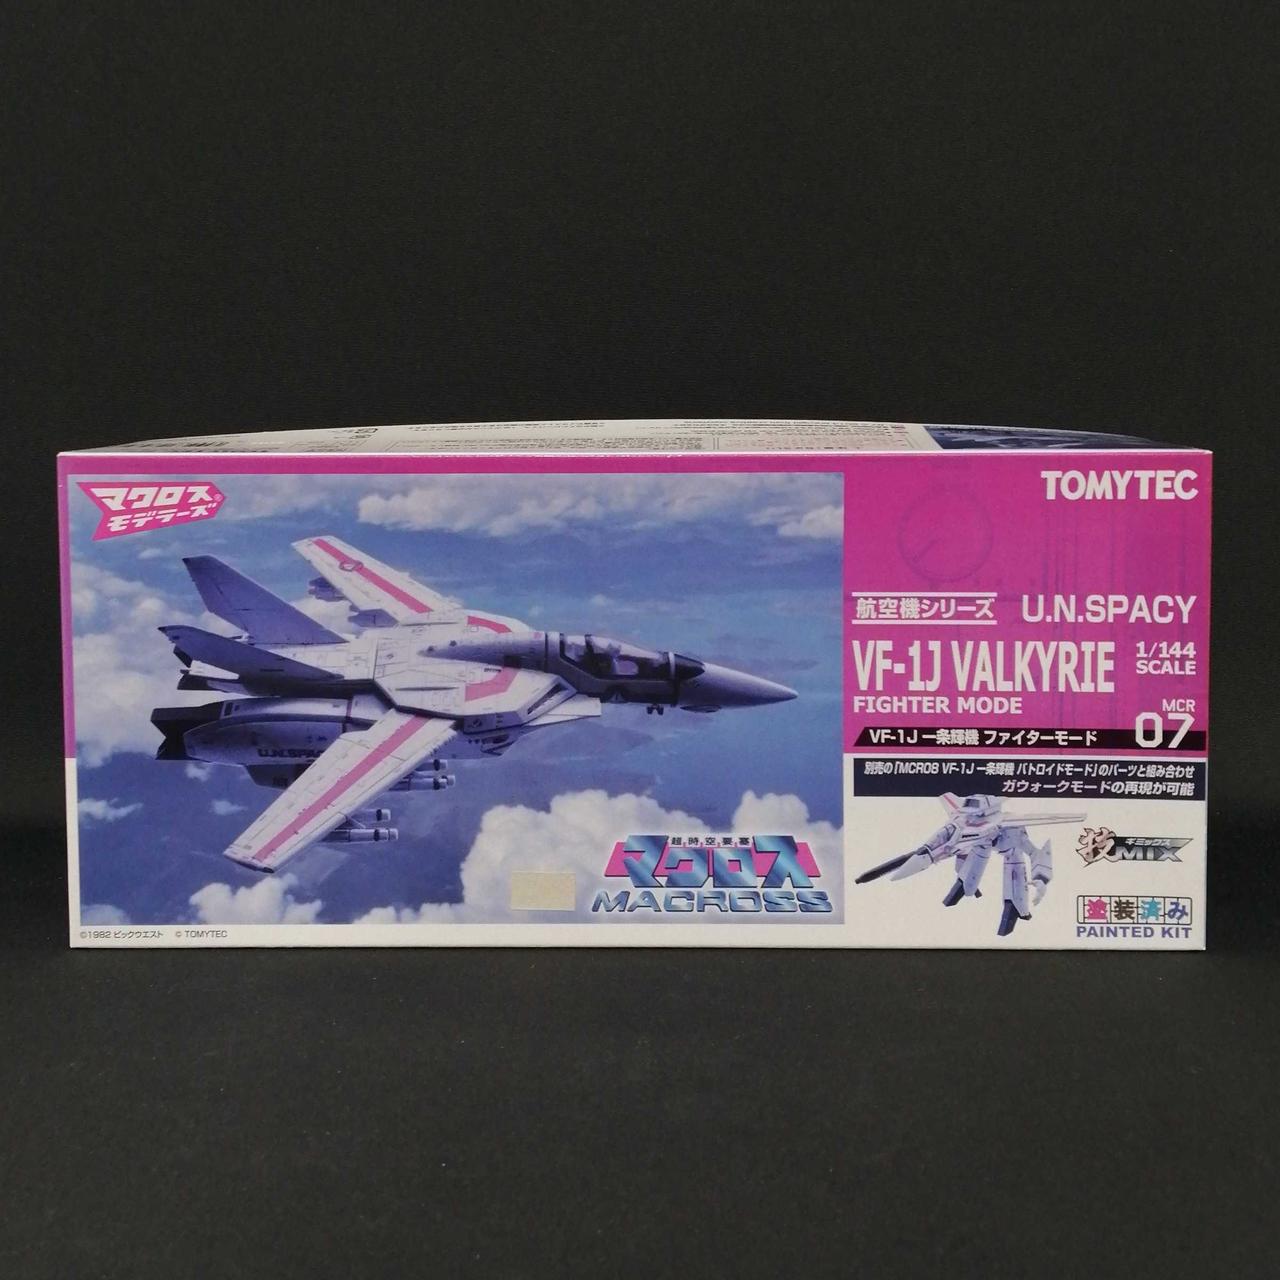 マクロス®
モデラーズ
TOMYTEC
航空機シリーズ U.N.SPACY
VF-1J VALKYRIE 1/144 SCALE
FIGHTER MODE
MCR 07
VF-1J 一条輝機 ファイターモード
別売の「MCR08 VF-1J 一条輝機 バトロイドモード」のパーツと組み合わせ
ガウォークモードの再現が可能
U.N.SPAC
超時空要塞
マクロス
MACROSS
ギミックス
技MIX
塗装済み
PAINTED KIT
©1982 ビックウエスト © TOMYTEC